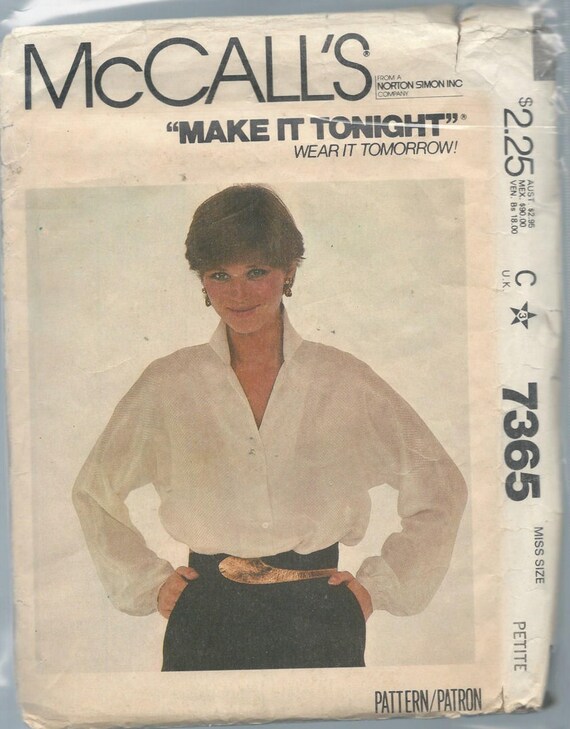 McCALL'S®
FROM A
NORTON SIMON INC
COMPANY
"MAKE IT TONIGHT"®
WEAR IT TOMORROW!
$2.25
AUST $2.95
MEX. $90.00
VEN. Bs 18.00
C
U.K.
3
7365
MISS SIZE
PETITE
PATTERN/PATRON